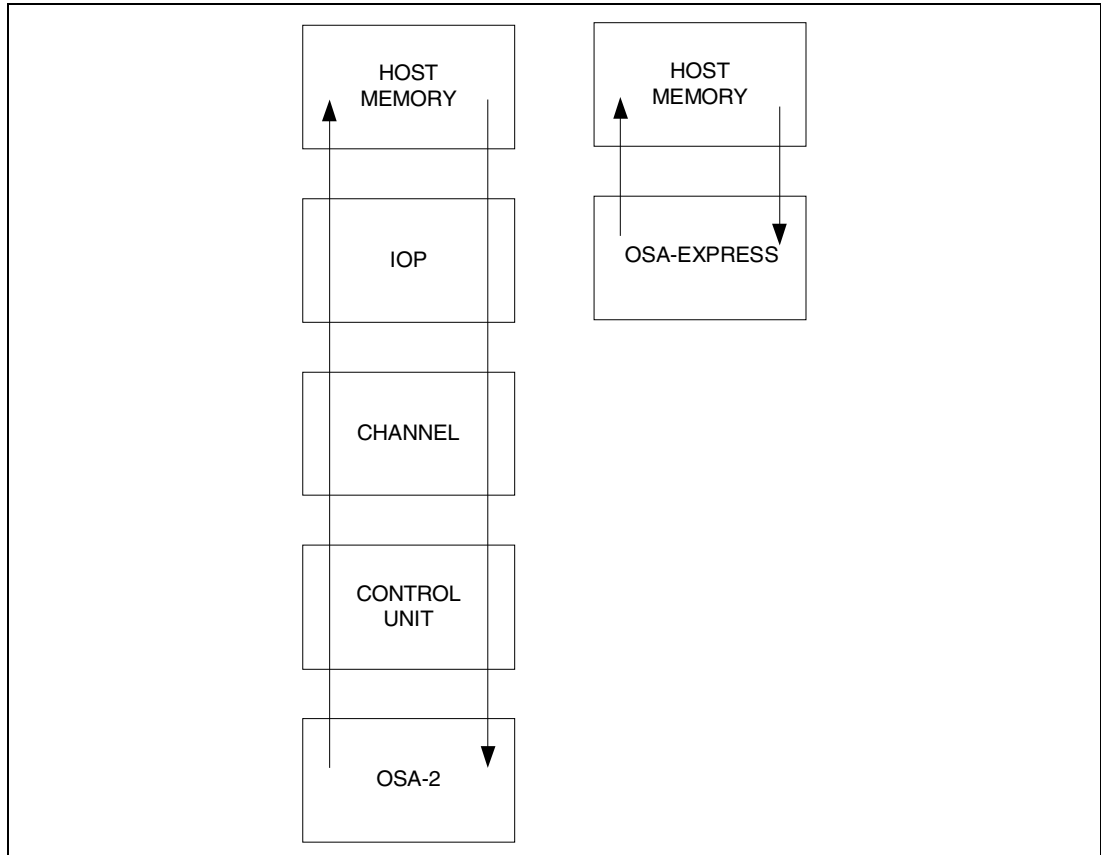 HOST
MEMORY
IOP
CHANNEL
CONTROL
UNIT
OSA-2
HOST
MEMORY
OSA-EXPRESS